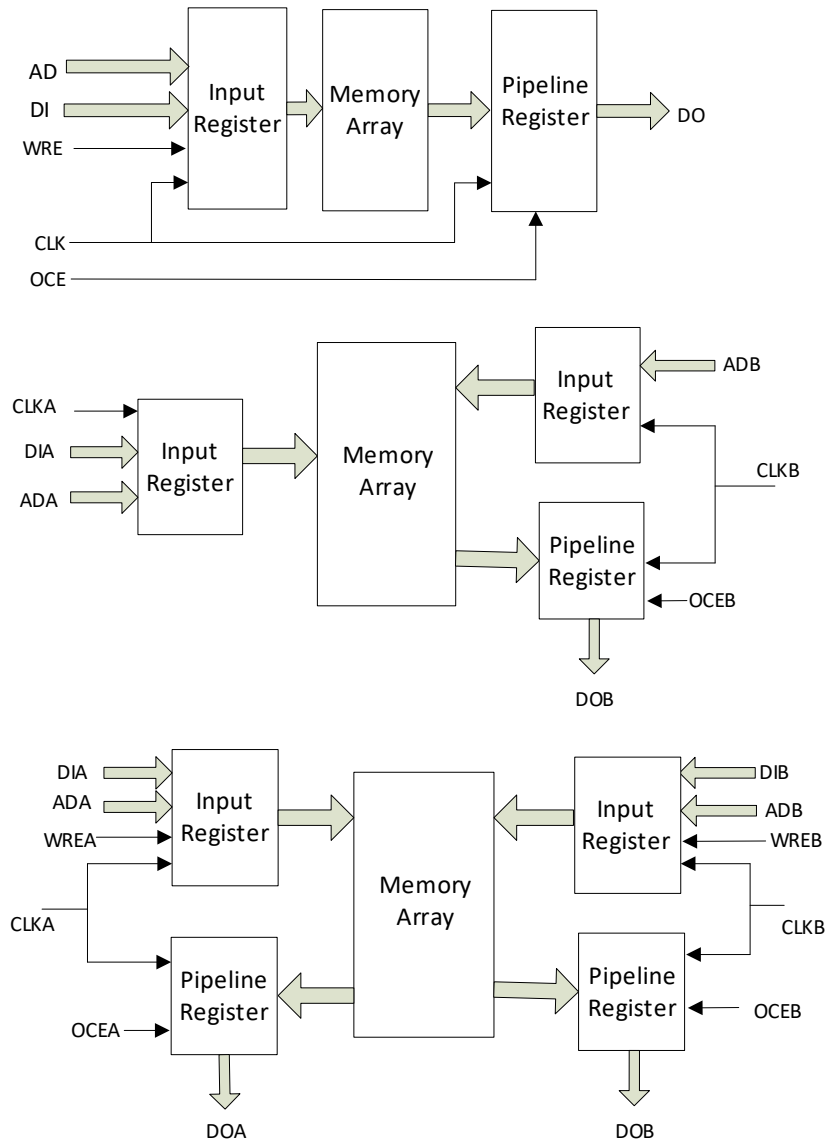 AD
DI
WRE
CLK
OCE
Input
Register
Memory
Array
Pipeline
Register
DO
CLKA
DIA
ADA
Input
Register
Memory
Array
Input
Register
ADB
CLKB
Pipeline
Register
OCEB
DOB
DIA
ADA
WREA
CLKA
Input
Register
Pipeline
Register
OCEA
DOA
Memory
Array
Input
Register
DIB
ADB
WREB
CLKB
Pipeline
Register
OCEB
DOB